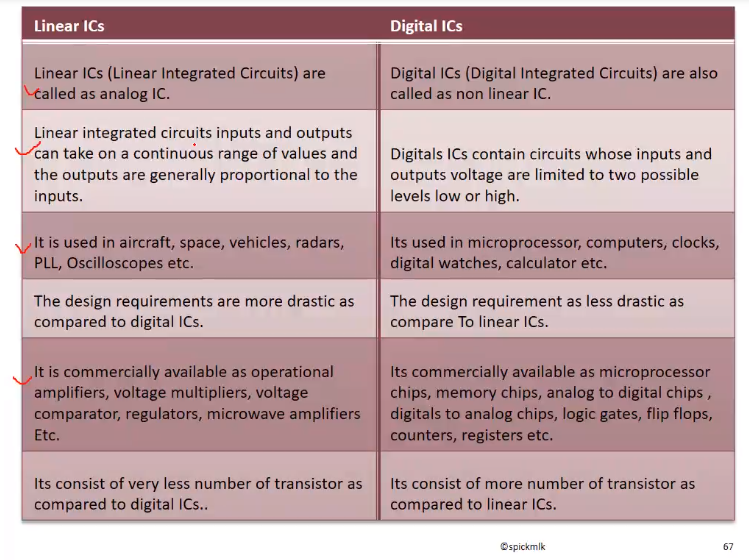 Linear ICs
Digital ICs
Linear ICs (Linear Integrated Circuits) are
called as analog IC.
Digital ICs (Digital Integrated Circuits) are also
called as non linear IC.
Linear integrated circuits inputs and outputs
can take on a continuous range of values and
the outputs are generally proportional to the
inputs.
Digitals ICs contain circuits whose inputs and
outputs voltage are limited to two possible
levels low or high.
It is used in aircraft, space, vehicles, radars,
PLL, Oscilloscopes etc.
Its used in microprocessor, computers, clocks,
digital watches, calculator etc.
The design requirements are more drastic as
compared to digital ICs.
The design requirement as less drastic as
compare To linear ICs.
It is commercially available as operational
amplifiers, voltage multipliers, voltage
comparator, regulators, microwave amplifiers
Etc.
Its commercially available as microprocessor
chips, memory chips, analog to digital chips ,
digitals to analog chips, logic gates, flip flops,
counters, registers etc.
Its consist of very less number of transistor as
compared to digital ICs..
Its consist of more number of transistor as
compared to linear ICs.
©spickmlk
67